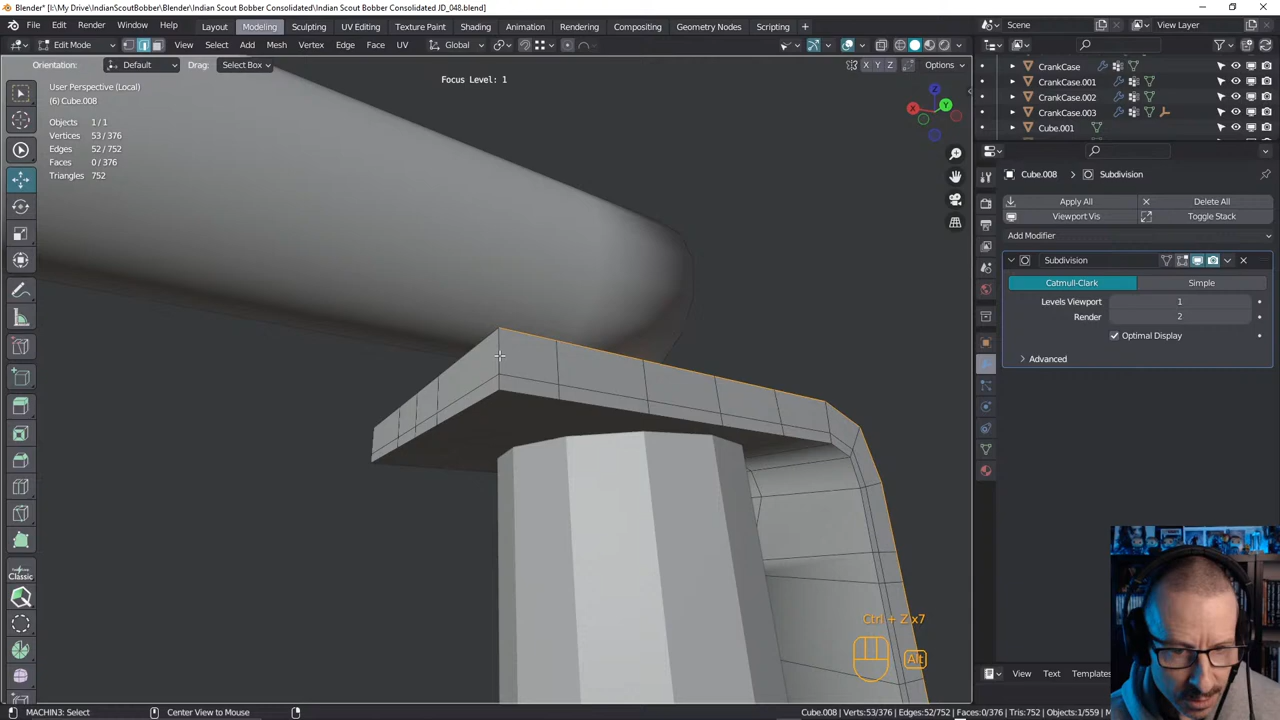 Blender* [I:\My Drive\IndianScoutBobber\Blender\Indian Scout Bobber Consolidated\Indian Scout Bobber Consolidated JD_048.blend]
File Edit Render Window Help Layout Modeling Sculpting UV Editing Texture Painting Shading Animation Rendering Compositing Geometry Nodes Scripting Scene View Layer
Edit Mode View Select Add Mesh Vertex Edge Face UV Global
Orientation: Default Drag: Select Box X Y Z Options
Focus Level: 1
User Perspective (Local)
(6) Cube.008
Objects 1/1
Vertices 53/376
Edges 52/752
Faces 0/376
Triangles 752
Z
Y
X
CrankCase
CrankCase.001
CrankCase.002
CrankCase.003
Cube.001
Cube.008 > Subdivision
Apply All Delete All
Viewport Vis Toggle Stack
Add Modifier
Subdivision
Catmull-Clark Simple
Levels Viewport 1
Render 2
Optimal Display
Advanced
Classic
Ctrl + Z x7
Alt
View Text Templates
MACHIN3: Select Center View to Mouse Cube.008 | Verts:53/376 | Edges:52/752 | Faces:0/376 | Tris:752 | Objects:1/559